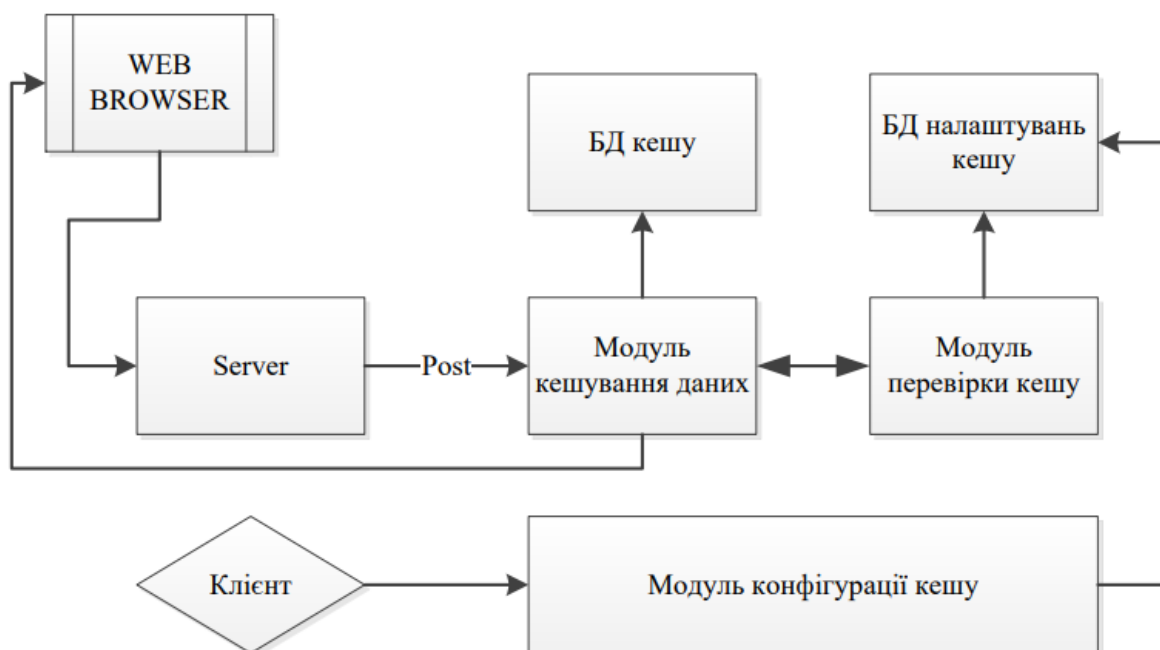 WEB
BROWSER
БД кешу
БД налаштувань
кешу
Server
Post
Модуль
кешування даних
Модуль
перевірки кешу
Клієнт
Модуль конфігурації кешу